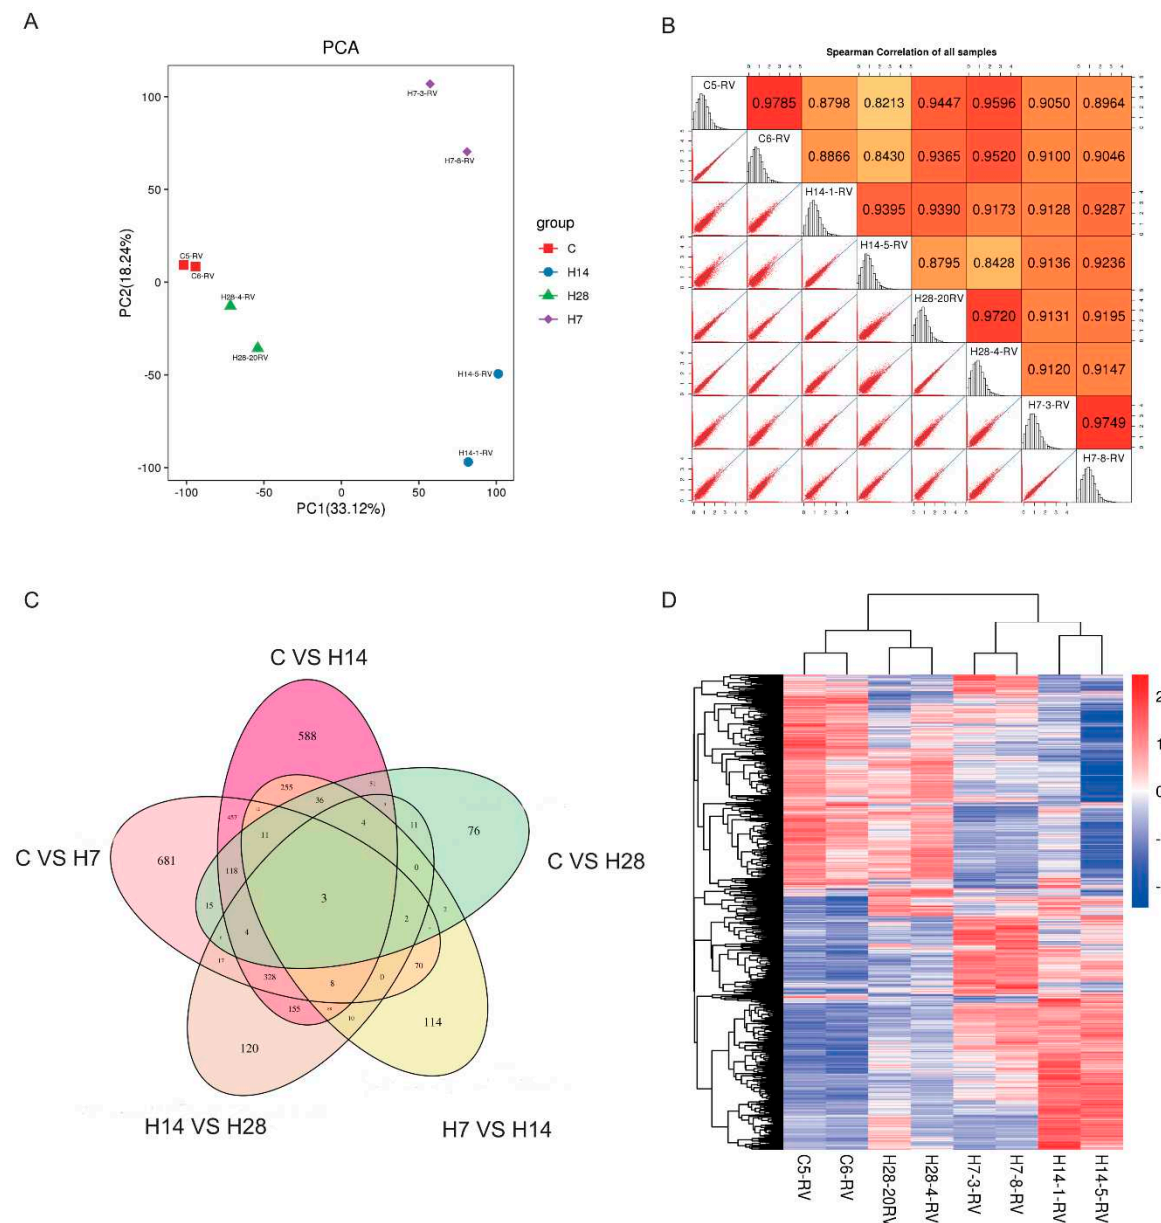 A
PCA
100
50
0
-50
-100
-100
-50
0
50
100
PC1(33.12%)
PC2(18.24%)
H7-3-RV
H7-8-RV
C5-RV
C6-RV
H28-4-RV
H28-20RV
H14-5-RV
H14-1-RV
group
C
H14
H28
H7
B
Spearman Correlation of all samples
C5-RV 0.9785 0.8798 0.8213 0.9447 0.9596 0.9050 0.8964
C6-RV 0.8866 0.8430 0.9365 0.9520 0.9100 0.9046
H14-1-RV 0.9395 0.9390 0.9173 0.9128 0.9287
H14-5-RV 0.8795 0.8428 0.9136 0.9236
H28-20RV 0.9720 0.9131 0.9195
H28-4-RV 0.9120 0.9147
H7-3-RV 0.9749
H7-8-RV
C
C VS H14
588
255
36
11
4
11
76
C VS H7
681
118
0
C VS H28
3
15
4
2
328
8
0
70
155
10
114
120
H14 VS H28
H7 VS H14
D
2
1
0
C5-RV
C6-RV
H28-20RV
H28-4-RV
H7-3-RV
H7-8-RV
H14-1-RV
H14-5-RV